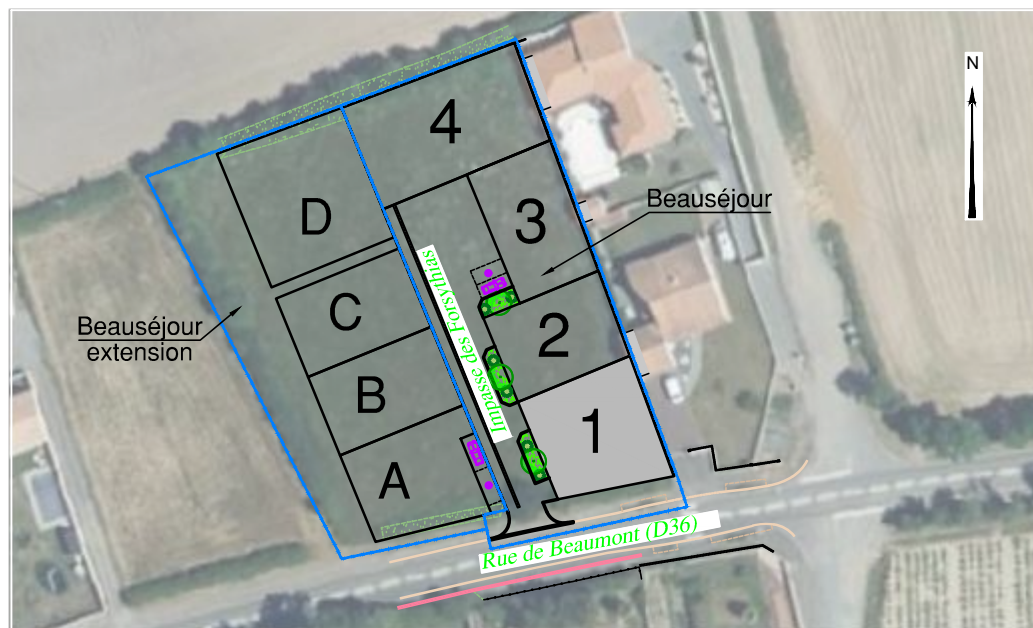 N
4
D
3
Beauséjour
C
Impasse des Forsythias
2
Beauséjour
extension
B
1
A
Rue de Beaumont (D36)